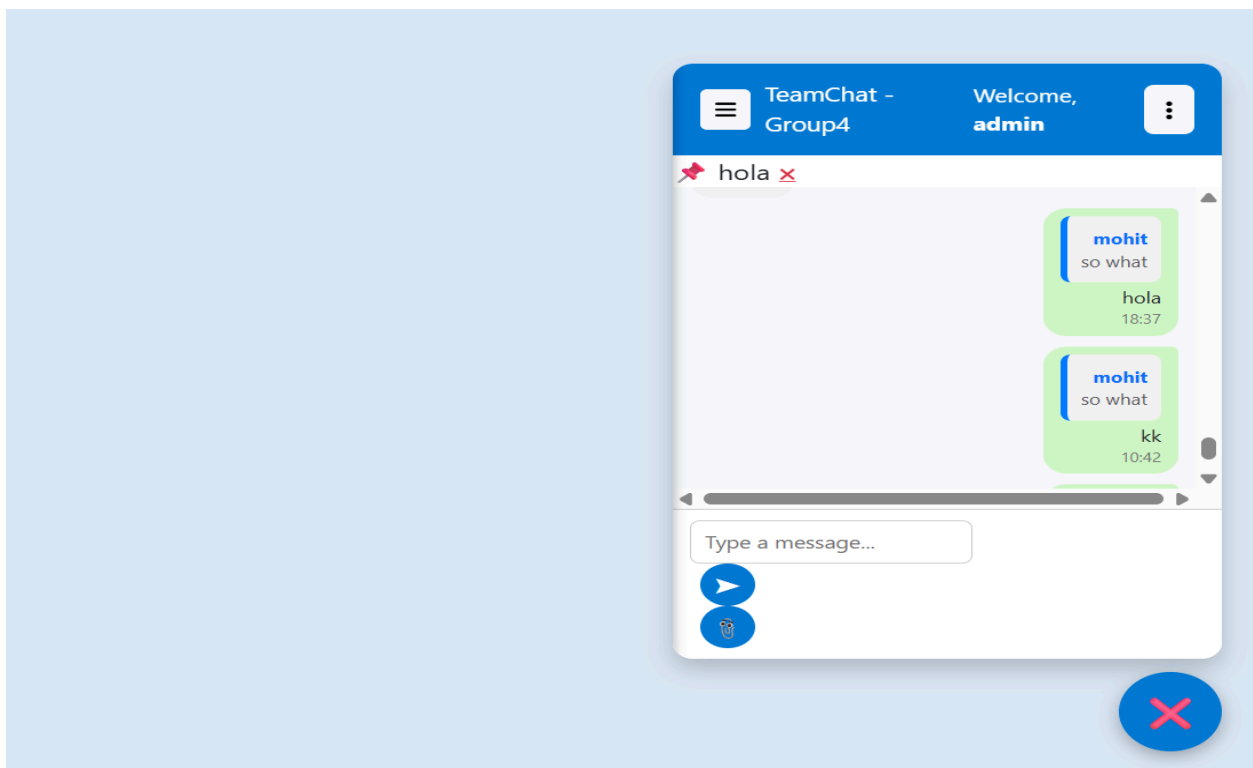 TeamChat -
Group4
Welcome,
admin
hola
mohit
so what
hola
18:37
mohit
so what
kk
10:42
Type a message...